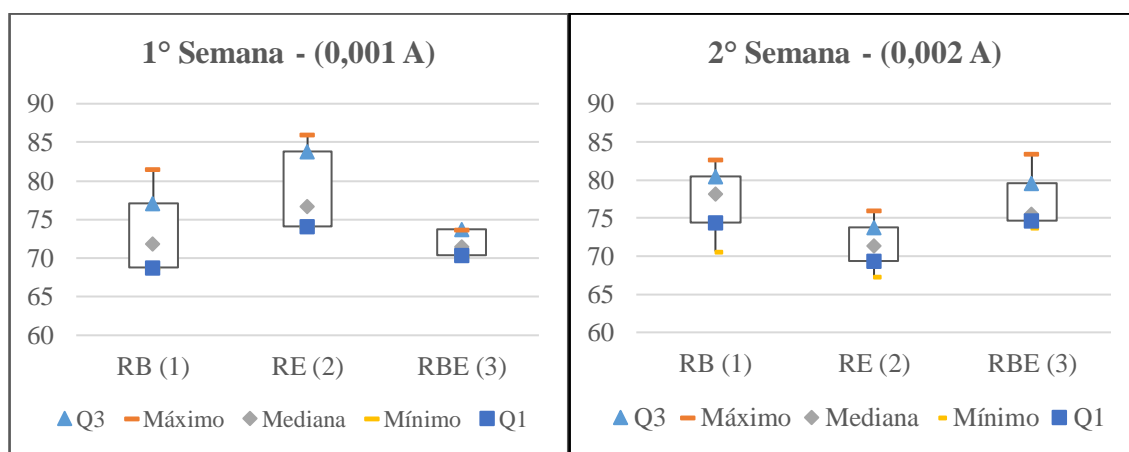 1° Semana - (0,001 A)
90
85
80
75
70
65
60
RB (1) RE (2) RBE (3)
Q3 Máximo Mediana Mínimo Q1
2° Semana - (0,002 A)
90
85
80
75
70
65
60
RB (1) RE (2) RBE (3)
Q3 Máximo Mediana Mínimo Q1